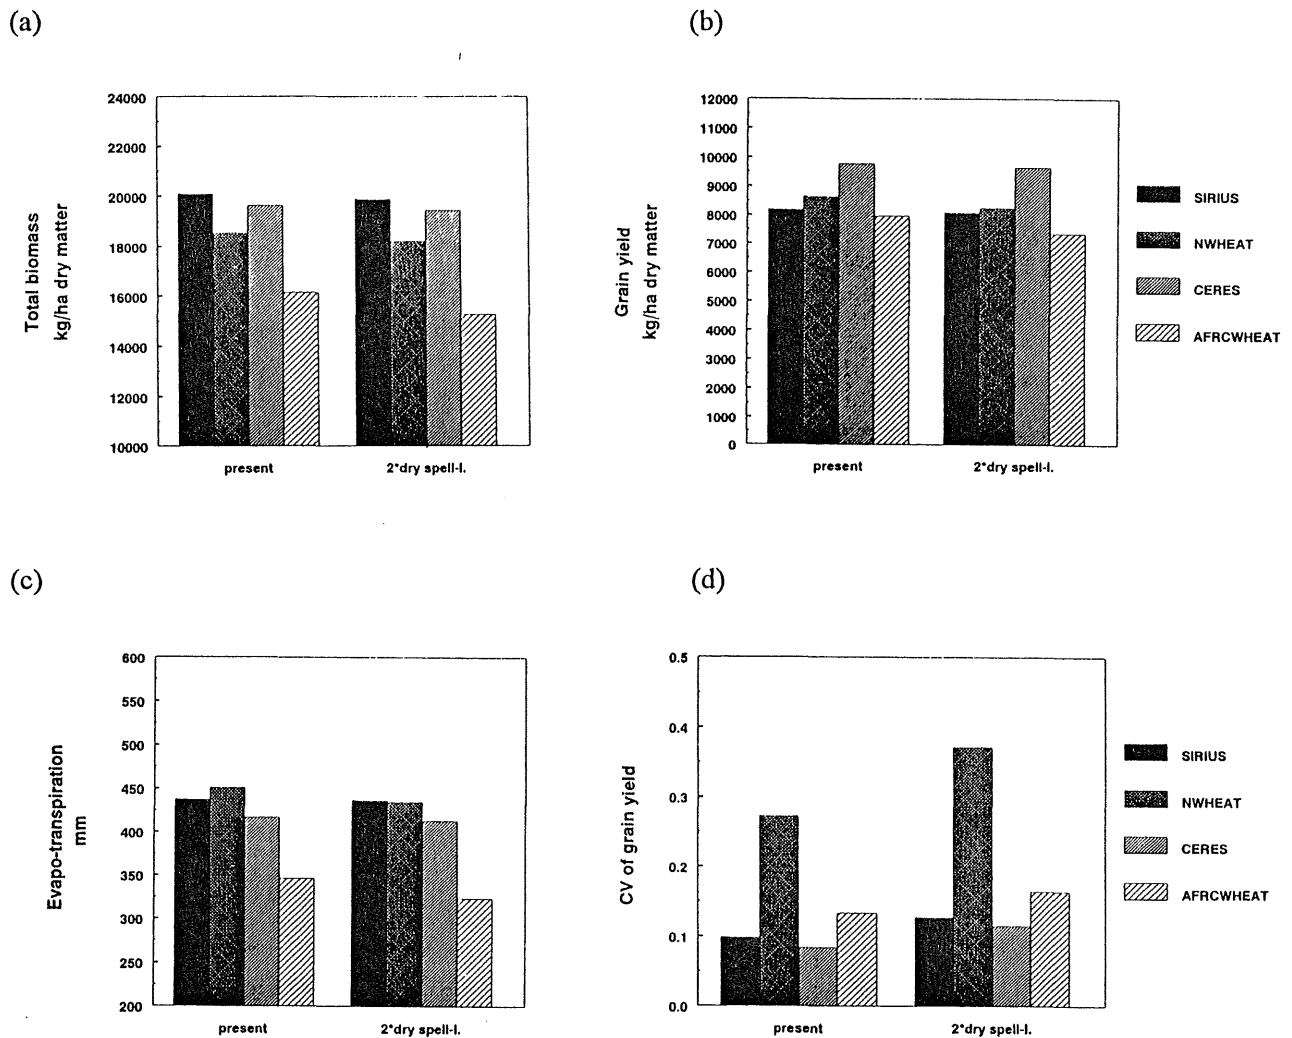 (a)
24000
22000
20000
18000
16000
14000
12000
10000
Total biomass
kg/ha dry matter
present
2*dry spell-l.
(b)
12000
11000
10000
9000
8000
7000
6000
5000
4000
3000
2000
1000
0
Grain yield
kg/ha dry matter
present
2*dry spell-l.
SIRIUS
NWHEAT
CERES
AFRCWHEAT
(c)
600
550
500
450
400
350
300
250
200
Evapo-transpiration
mm
present
2*dry spell-l.
(d)
0.5
0.4
0.3
0.2
0.1
0.0
CV of grain yield
present
2*dry spell-l.
SIRIUS
NWHEAT
CERES
AFRCWHEAT